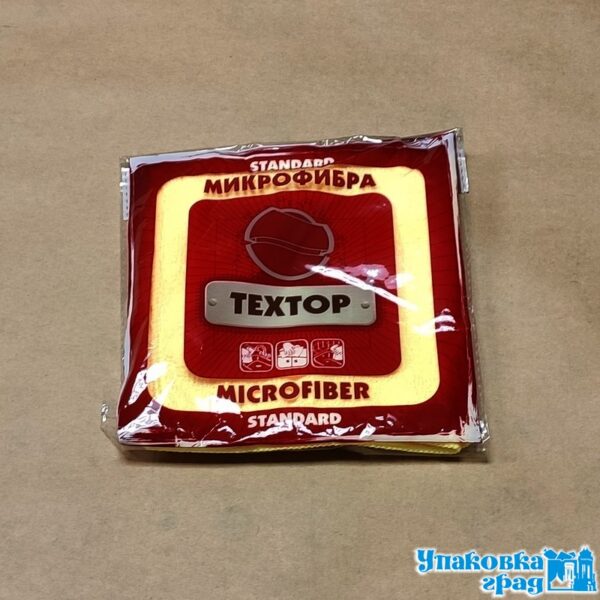 STANDARD
МИКРОФИБРА
TEXTOP
MICROFIBER
STANDARD
Упаковка
град